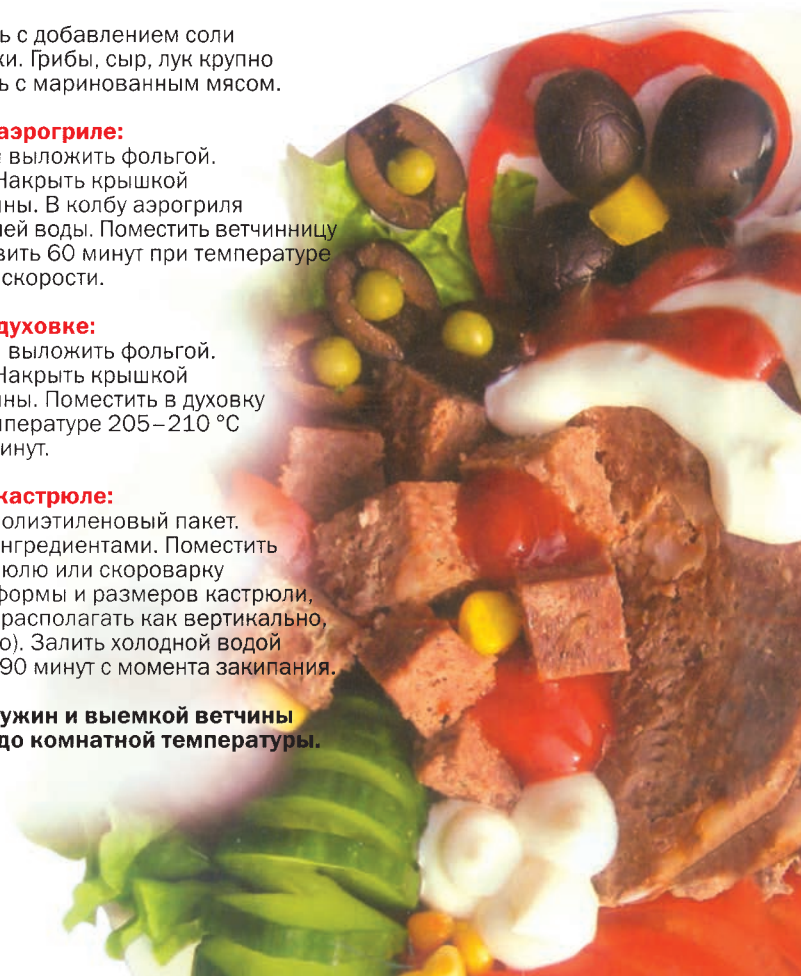 ь с добавлением соли
ки. Грибы, сыр, лук крупно
ь с маринованным мясом.
аэрогриле:
выложить фольгой.
Накрыть крышкой
ны. В колбу аэрогриля
ней воды. Поместить ветчинницу
вить 60 минут при температуре
скорости.
духовке:
выложить фольгой.
Накрыть крышкой
ны. Поместить в духовку
мпературе 205–210 °C
инут.
кастрюле:
олиэтиленовый пакет.
нгредиентами. Поместить
юлю или скороварку
формы и размеров кастрюли,
располагать как вертикально,
о). Залить холодной водой
90 минут с момента закипания.
ужин и выемкой ветчины
до комнатной температуры.